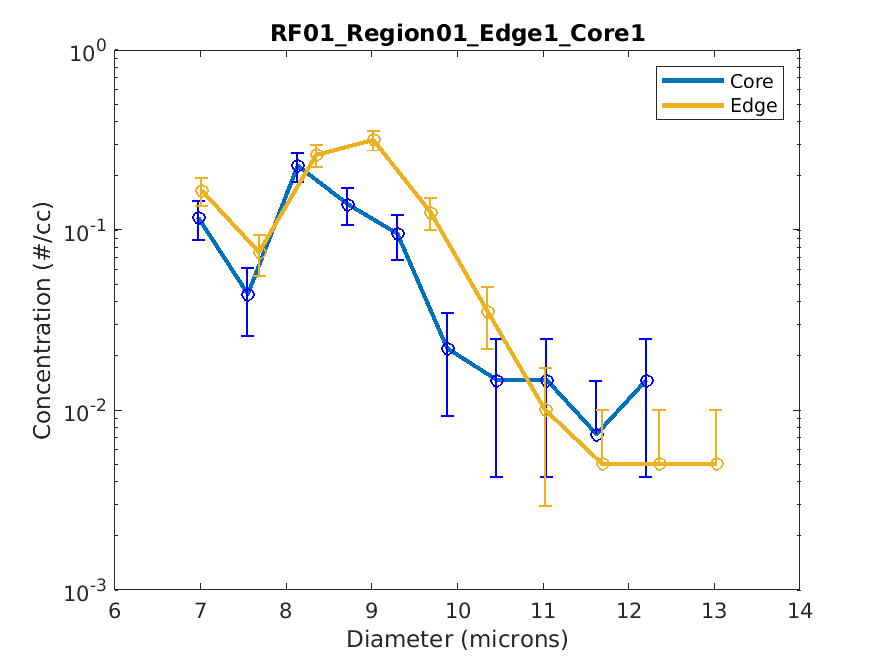 RF01_Region01_Edge1_Core1
Core
Edge
10^0
10^-1
10^-2
10^-3
Concentration (#/cc)
6 7 8 9 10 11 12 13 14
Diameter (microns)